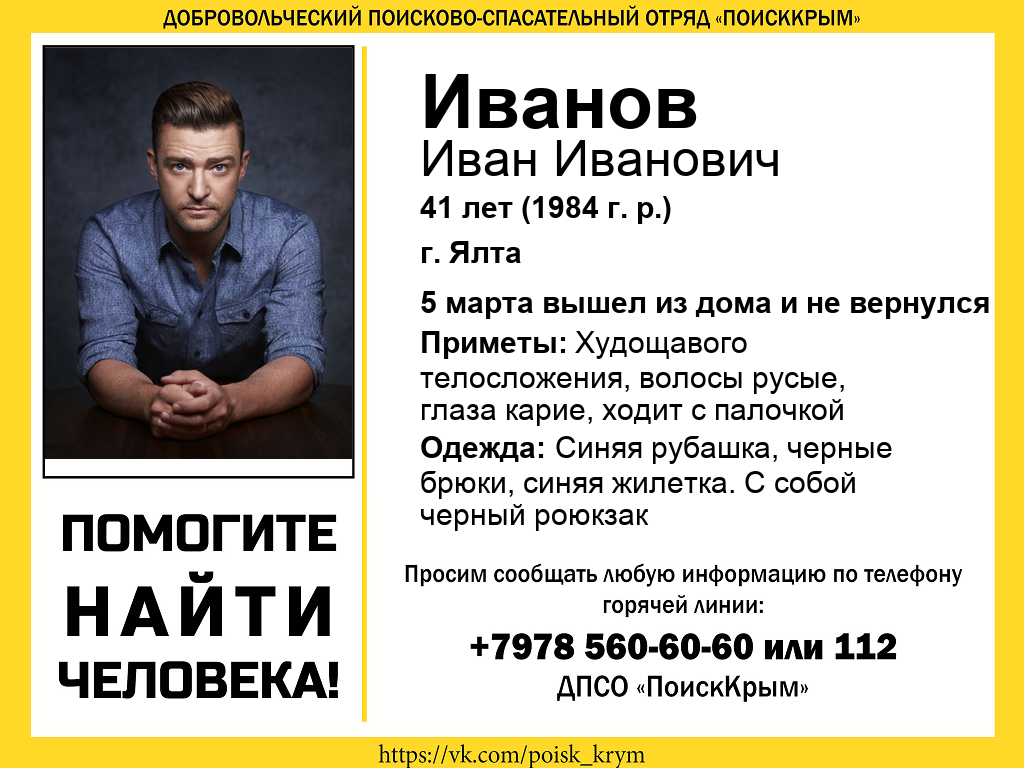 ДОБРОВОЛЬЧЕСКИЙ ПОИСКОВО-СПАСАТЕЛЬНЫЙ ОТРЯД «ПОИСККРЫМ»
Иванов
Иван Иванович
41 лет (1984 г. р.)
г. Ялта
5 марта вышел из дома и не вернулся
Приметы: Худощавого
телосложения, волосы русые,
глаза карие, ходит с палочкой
Одежда: Синяя рубашка, черные
брюки, синяя жилетка. С собой
черный роюкзак
ПОМОГИТЕ
НАЙТИ
ЧЕЛОВЕКА!
Просим сообщать любую информацию по телефону
горячей линии:
+7978 560-60-60 или 112
ДПСО «ПоискКрым»
https://vk.com/poisk_krym